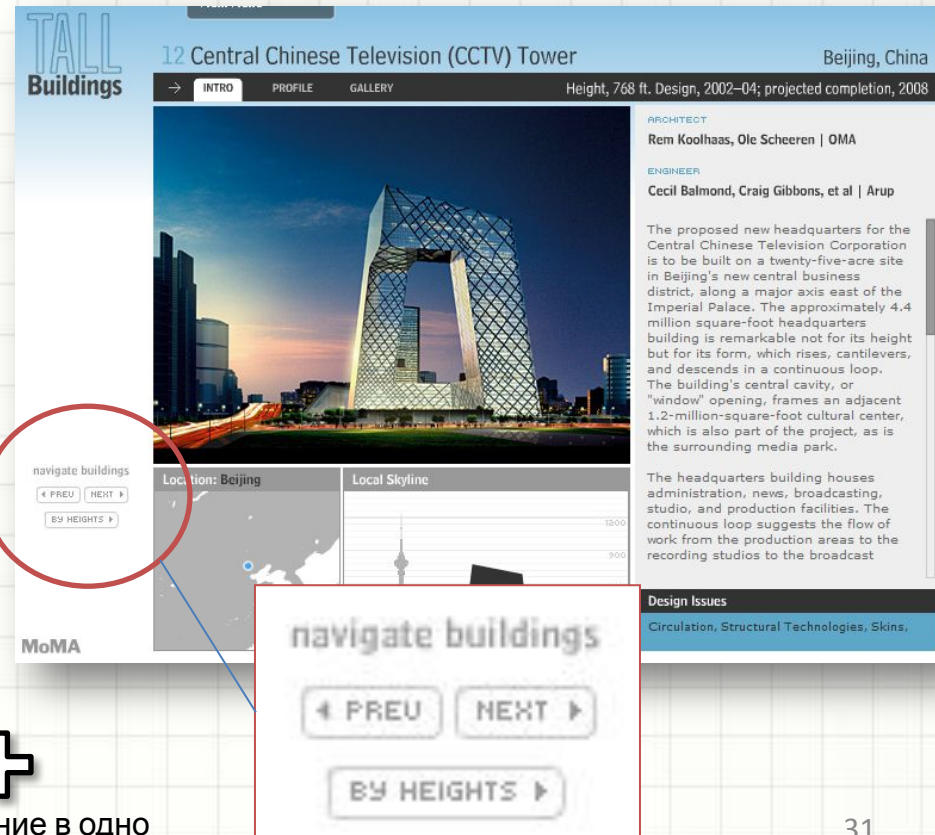 TALL
Buildings
12 Central Chinese Television (CCTV) Tower
Beijing, China
→ INTRO PROFILE GALLERY
Height, 768 ft. Design, 2002–04; projected completion, 2008
ARCHITECT
Rem Koolhaas, Ole Scheeren | OMA
ENGINEER
Cecil Balmond, Craig Gibbons, et al | Arup
The proposed new headquarters for the
Central Chinese Television Corporation
is to be built on a twenty-five-acre site
in Beijing's new central business
district, along a major axis east of the
Imperial Palace. The approximately 4.4
million square-foot headquarters
building is remarkable not for its height
but for its form, which rises, cantilevers,
and descends in a continuous loop.
The building's central cavity, or
"window" opening, frames an adjacent
1.2-million-square-foot cultural center,
which is also part of the project, as is
the surrounding media park.
The headquarters building houses
administration, news, broadcasting,
studio, and production facilities. The
continuous loop suggests the flow of
work from the production areas to the
recording studios to the broadcast
navigate buildings
PREV NEXT
BY HEIGHTS
Location: Beijing
Local Skyline
1200
900
Design Issues
Circulation, Structural Technologies, Skins,
MoMA
navigate buildings
PREV NEXT
BY HEIGHTS
ние в одно
31